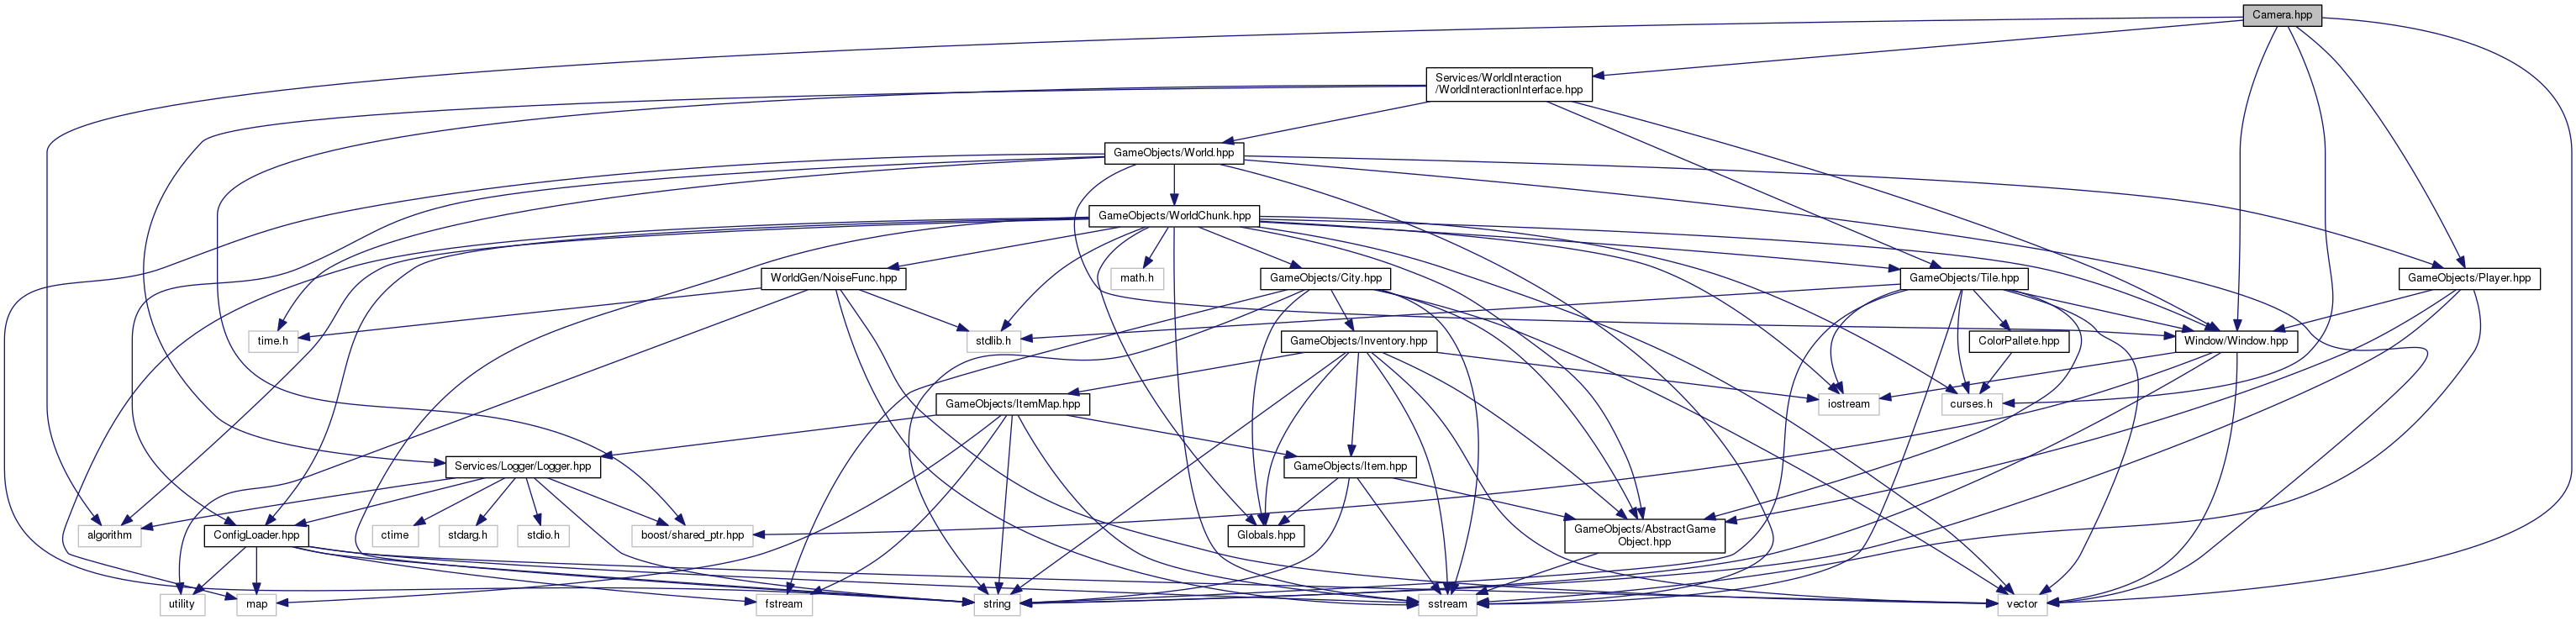 Camera.hpp
Services/WorldInteraction
/WorldInteractionInterface.hpp
GameObjects/World.hpp
GameObjects/WorldChunk.hpp
WorldGen/NoiseFunc.hpp
math.h
GameObjects/City.hpp
GameObjects/Tile.hpp
GameObjects/Player.hpp
time.h
stdlib.h
GameObjects/Inventory.hpp
ColorPallete.hpp
Window/Window.hpp
GameObjects/ItemMap.hpp
iostream
curses.h
Services/Logger/Logger.hpp
GameObjects/Item.hpp
algorithm
ConfigLoader.hpp
ctime
stdarg.h
stdio.h
boost/shared_ptr.hpp
Globals.hpp
GameObjects/AbstractGame
Object.hpp
utility
map
fstream
string
sstream
vector